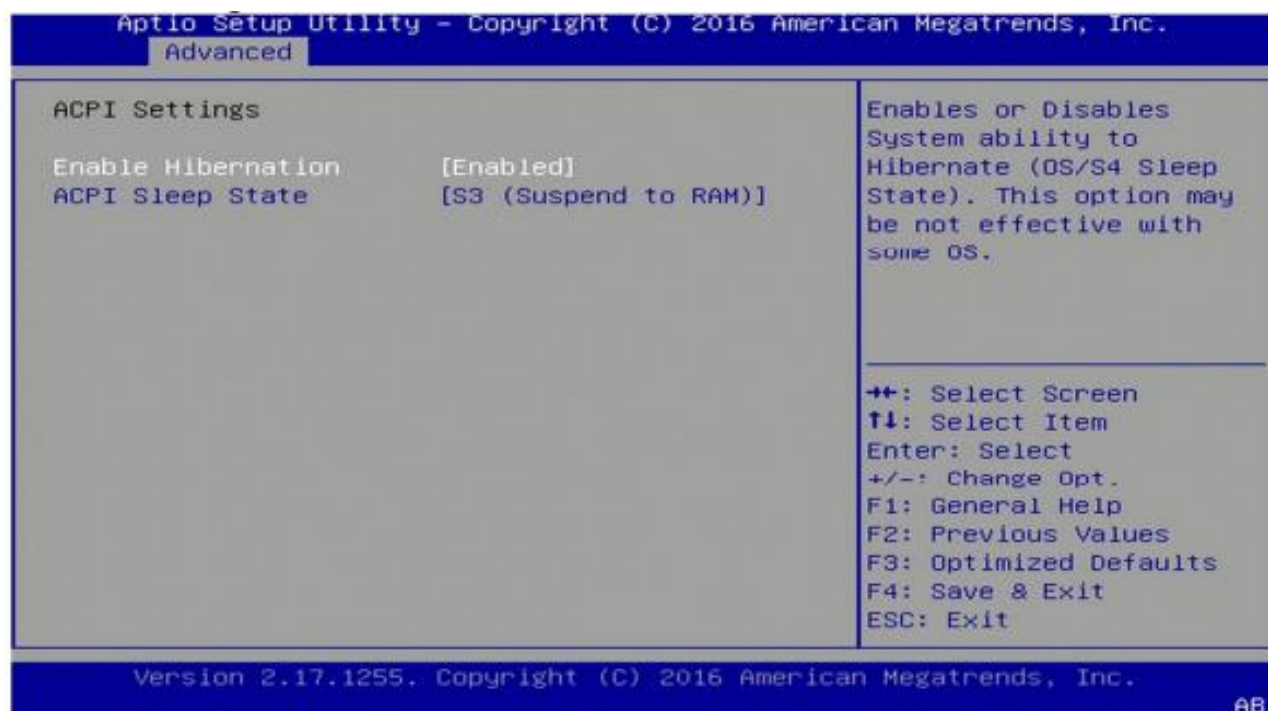 Aptio Setup Utility - Copyright (C) 2016 American Megatrends, Inc.
Advanced
ACPI Settings
Enable Hibernation [Enabled]
ACPI Sleep State [S3 (Suspend to RAM)]
Enables or Disables
System ability to
Hibernate (OS/S4 Sleep
State). This option may
be not effective with
some OS.
→←: Select Screen
↑↓: Select Item
Enter: Select
+/-: Change Opt.
F1: General Help
F2: Previous Values
F3: Optimized Defaults
F4: Save & Exit
ESC: Exit
Version 2.17.1255. Copyright (C) 2016 American Megatrends, Inc.
AB